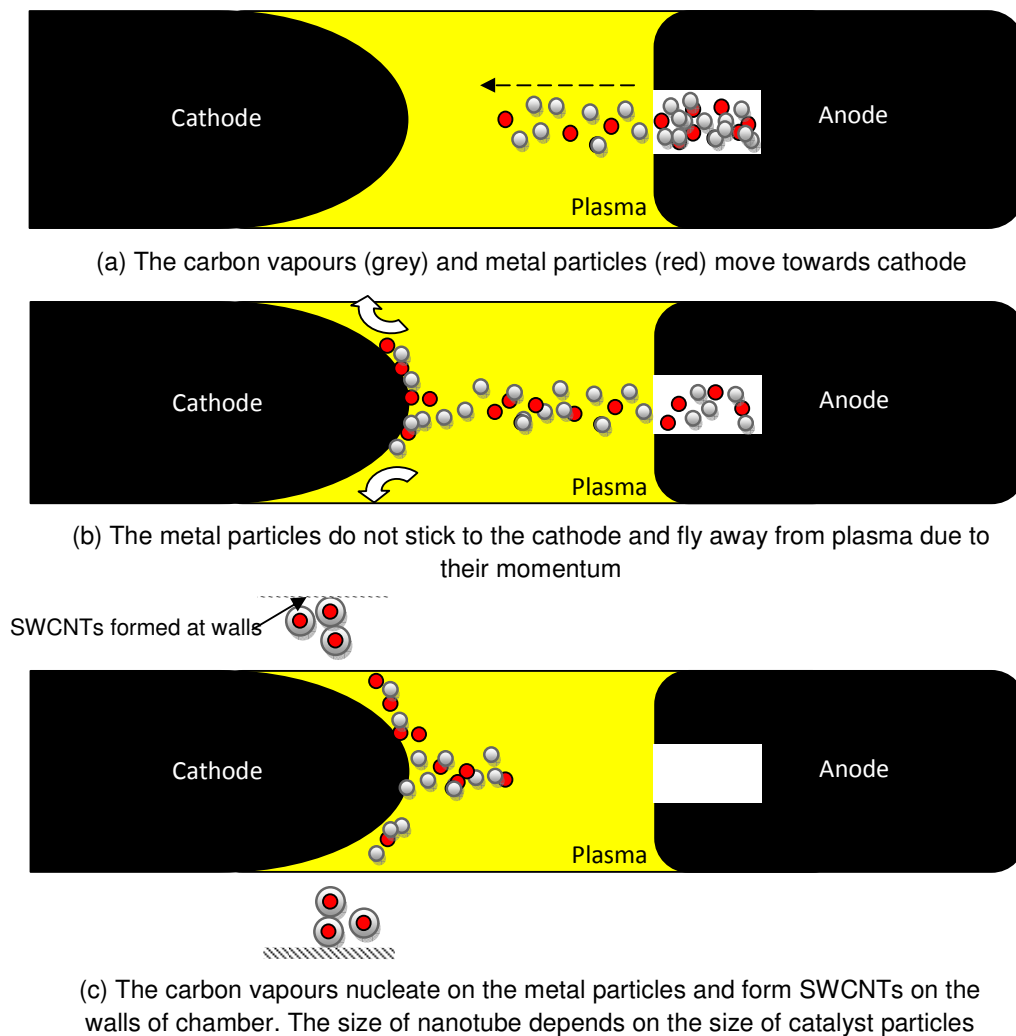 Cathode
Anode
Plasma
(a) The carbon vapours (grey) and metal particles (red) move towards cathode
Cathode
Anode
Plasma
(b) The metal particles do not stick to the cathode and fly away from plasma due to
their momentum
SWCNTs formed at walls
Cathode
Anode
Plasma
(c) The carbon vapours nucleate on the metal particles and form SWCNTs on the
walls of chamber. The size of nanotube depends on the size of catalyst particles